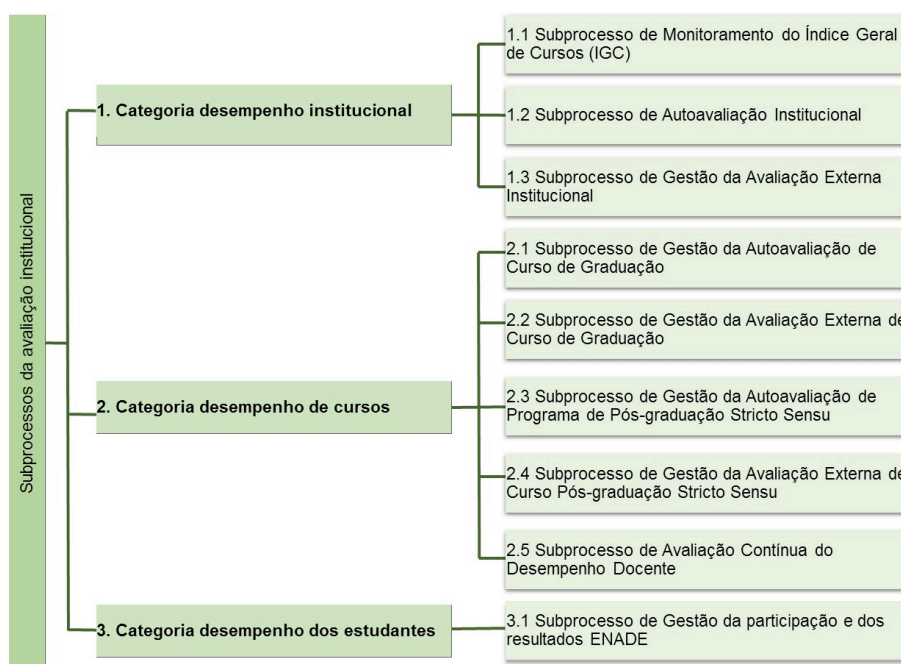 Subprocessos da avaliação institucional
1. Categoria desempenho institucional
1.1 Subprocesso de Monitoramento do Índice Geral
de Cursos (IGC)
1.2 Subprocesso de Autoavaliação Institucional
1.3 Subprocesso de Gestão da Avaliação Externa
Institucional
2. Categoria desempenho de cursos
2.1 Subprocesso de Gestão da Autoavaliação de
Curso de Graduação
2.2 Subprocesso de Gestão da Avaliação Externa de
Curso de Graduação
2.3 Subprocesso de Gestão da Autoavaliação de
Programa de Pós-graduação Stricto Sensu
2.4 Subprocesso de Gestão da Avaliação Externa de
Curso Pós-graduação Stricto Sensu
2.5 Subprocesso de Avaliação Contínua do
Desempenho Docente
3. Categoria desempenho dos estudantes
3.1 Subprocesso de Gestão da participação e dos
resultados ENADE